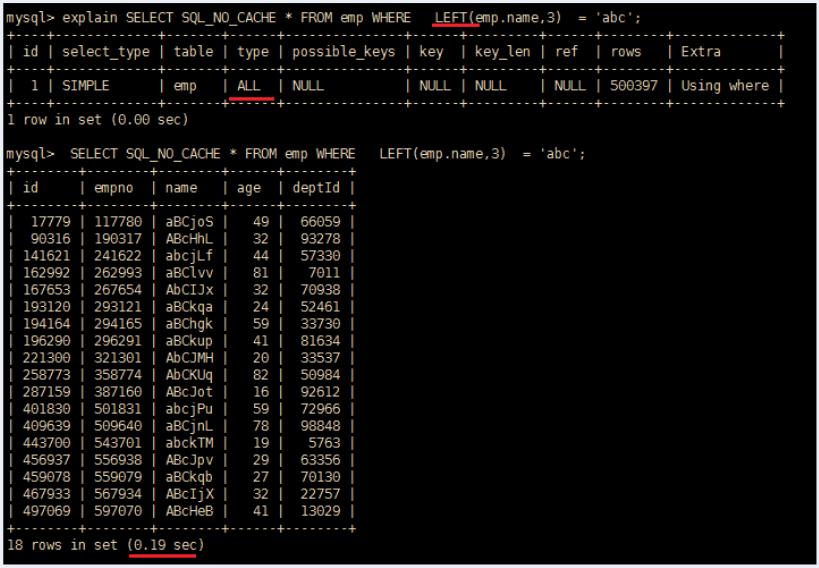 mysql> explain SELECT SQL_NO_CACHE * FROM emp WHERE   LEFT(emp.name,3)  = 'abc';
+----+-------------+-------+------+---------------+------+---------+------+--------+-------------+
| id | select_type | table | type | possible_keys | key | key_len | ref | rows | Extra |
+----+-------------+-------+------+---------------+------+---------+------+--------+-------------+
| 1 | SIMPLE | emp | ALL | NULL | NULL | NULL | NULL | 500397 | Using where |
+----+-------------+-------+------+---------------+------+---------+------+--------+-------------+
1 row in set (0.00 sec)
mysql>  SELECT SQL_NO_CACHE * FROM emp WHERE   LEFT(emp.name,3)  = 'abc';
+--------+--------+--------+------+--------+
| id | empno | name | age | deptId |
+--------+--------+--------+------+--------+
| 17779 | 117780 | aBCjoS | 49 | 66059 |
| 90316 | 190317 | ABcHhL | 32 | 93278 |
| 141621 | 241622 | abcjLf | 44 | 57330 |
| 162992 | 262993 | aBClvv | 81 | 7011 |
| 167653 | 267654 | AbCIJx | 32 | 70938 |
| 193120 | 293121 | aBCkqa | 24 | 52461 |
| 194164 | 294165 | aBChgk | 59 | 33730 |
| 196290 | 296291 | aBCkup | 41 | 81634 |
| 221300 | 321301 | AbCJMH | 20 | 33537 |
| 258773 | 358774 | AbCKUq | 82 | 50984 |
| 287159 | 387160 | ABcJot | 16 | 92612 |
| 401830 | 501831 | abcjPu | 59 | 72966 |
| 409639 | 509640 | aBCjnL | 78 | 98848 |
| 443700 | 543701 | abckTM | 19 | 5763 |
| 456937 | 556938 | ABcJpv | 29 | 63356 |
| 459078 | 559079 | aBCkqb | 27 | 70130 |
| 467933 | 567934 | ABcIjX | 32 | 22757 |
| 497069 | 597070 | ABcHeB | 41 | 13029 |
+--------+--------+--------+------+--------+
18 rows in set (0.19 sec)